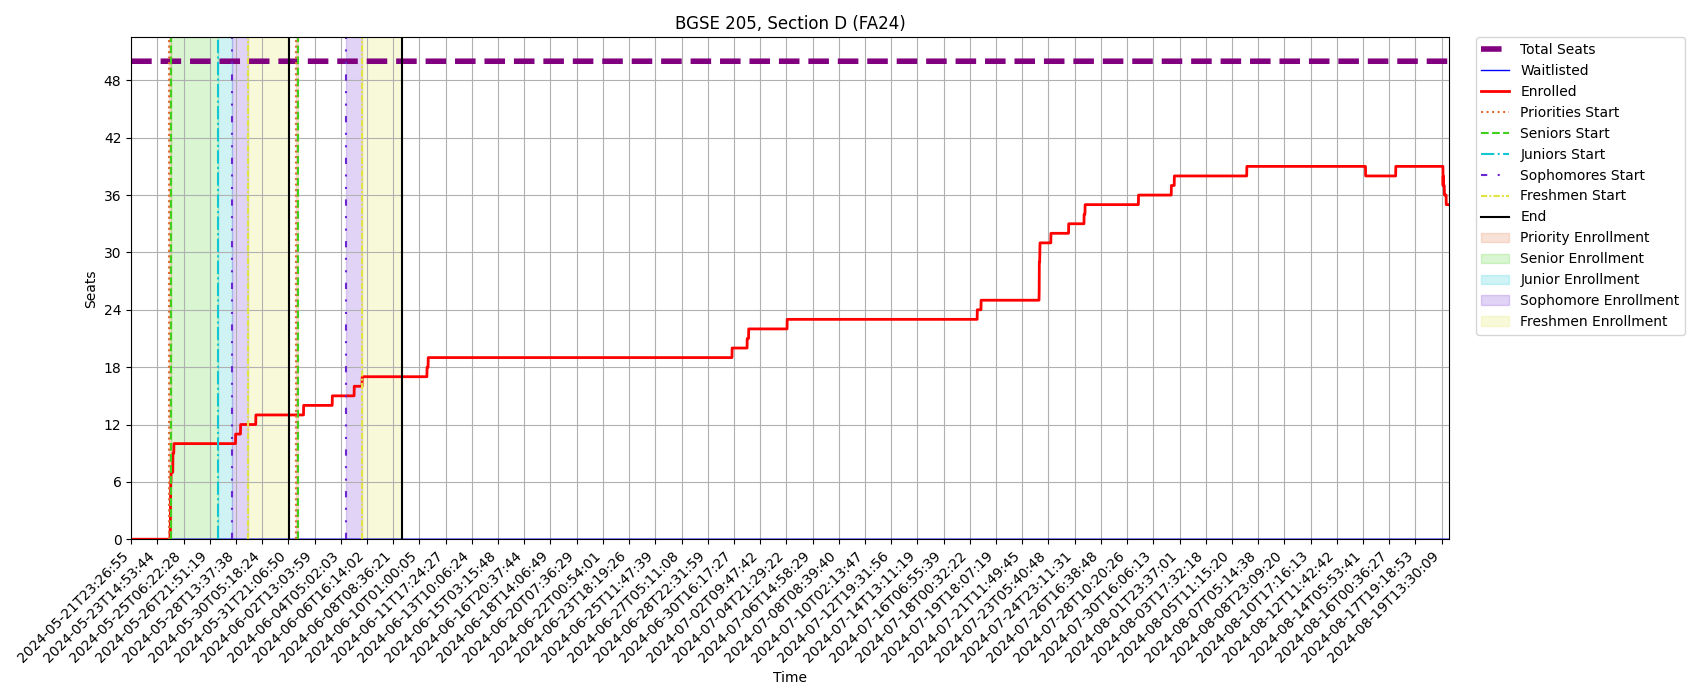 BGSE 205, Section D (FA24)
Total Seats
Waitlisted
Enrolled
Priorities Start
Seniors Start
Juniors Start
Sophomores Start
Freshmen Start
End
Priority Enrollment
Senior Enrollment
Junior Enrollment
Sophomore Enrollment
Freshmen Enrollment
Seats
48
42
36
30
24
18
12
6
0
2024-05-21T23:26:55
2024-05-23T14:53:44
2024-05-25T06:22:28
2024-05-26T21:51:19
2024-05-28T13:37:38
2024-05-30T05:18:24
2024-05-31T21:06:50
2024-06-02T13:03:59
2024-06-04T05:02:03
2024-06-06T16:14:02
2024-06-08T08:36:21
2024-06-10T01:00:05
2024-06-11T17:24:27
2024-06-13T10:06:24
2024-06-15T03:15:48
2024-06-16T20:37:44
2024-06-18T14:06:49
2024-06-20T07:36:29
2024-06-22T00:54:01
2024-06-23T18:19:26
2024-06-25T11:47:39
2024-06-27T05:11:08
2024-06-28T22:31:59
2024-06-30T16:17:27
2024-07-02T09:47:42
2024-07-04T21:29:22
2024-07-06T14:58:29
2024-07-08T08:39:40
2024-07-10T02:13:47
2024-07-12T19:31:56
2024-07-14T13:11:19
2024-07-16T06:55:39
2024-07-18T00:32:22
2024-07-19T18:07:19
2024-07-21T11:49:45
2024-07-23T05:40:48
2024-07-24T23:11:31
2024-07-26T16:38:48
2024-07-28T10:20:26
2024-07-30T16:06:13
2024-08-01T23:37:01
2024-08-03T17:32:18
2024-08-05T11:15:20
2024-08-07T05:14:38
2024-08-08T23:09:20
2024-08-10T17:16:13
2024-08-12T11:42:42
2024-08-14T05:53:41
2024-08-16T00:36:27
2024-08-17T19:18:53
2024-08-19T13:30:09
Time